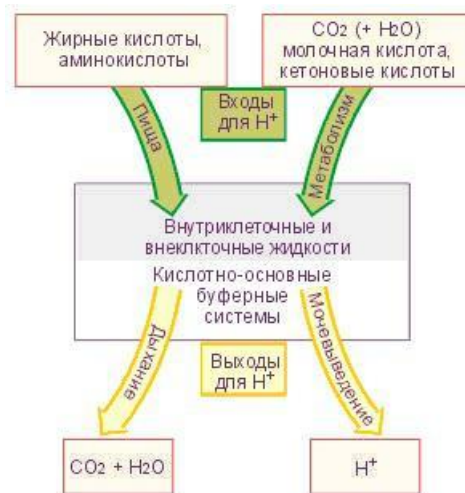 Жирные кислоты,
аминокислоты
CO₂ (+ H₂O)
молочная кислота,
кетоновые кислоты
Пища
Входы
для H⁺
Метаболизм
Внутриклеточные и
внеклкточные жидкости
Кислотно-основные
буферные
системы
Дыхание
Выходы
для H⁺
Мочевыведение
CO₂ + H₂O
H⁺